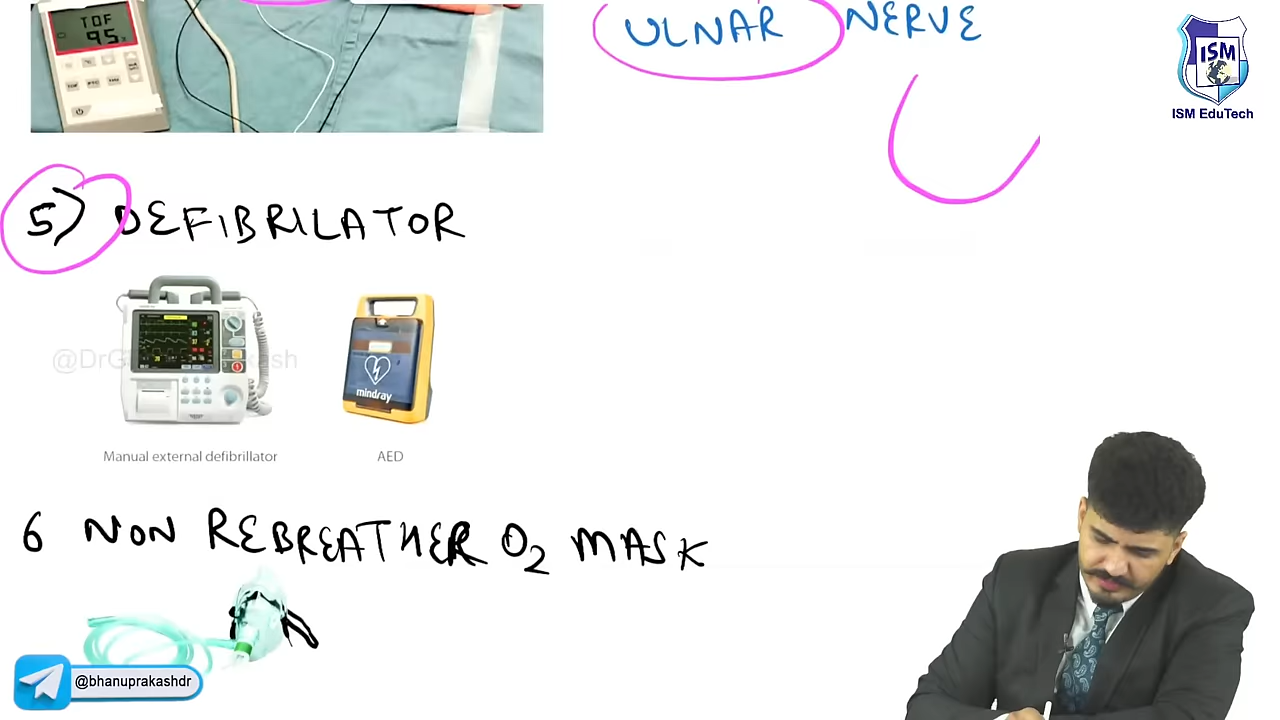 TOF
95%
ULNAR NERVE
ISM
ISM EduTech
5) DEFIBRILATOR
mindray
Manual external defibrillator
AED
6 NON REBREATHER O2 MASK
@bhanuprakashdr